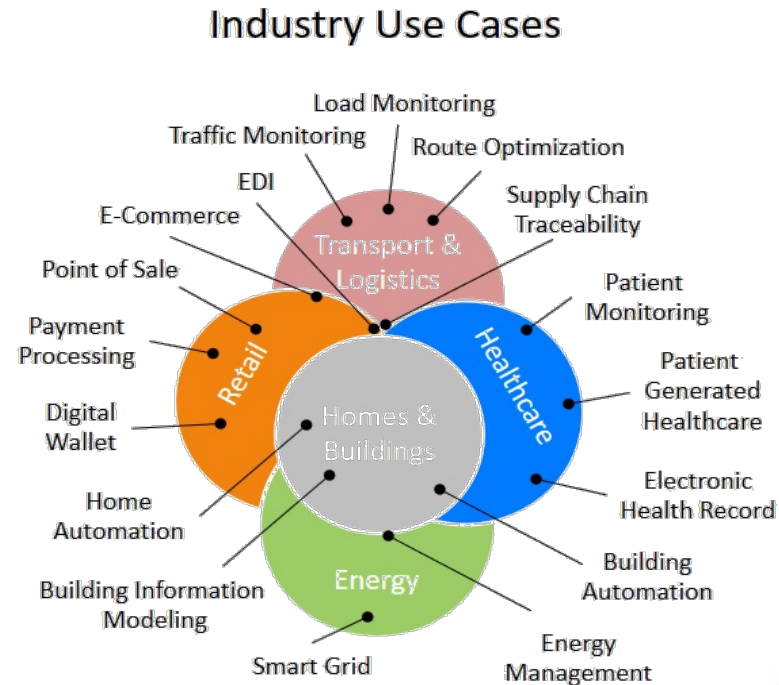 Industry Use Cases
Load Monitoring
Traffic Monitoring
Route Optimization
EDI
Supply Chain
Traceability
E-Commerce
Transport &
Logistics
Point of Sale
Patient
Monitoring
Payment
Processing
Retail
Healthcare
Patient
Generated
Healthcare
Digital
Wallet
Homes &
Buildings
Electronic
Health Record
Home
Automation
Building
Automation
Building Information
Modeling
Energy
Energy
Management
Smart Grid